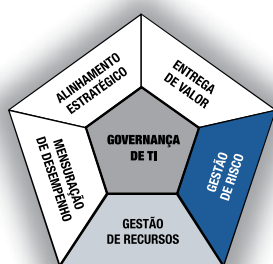 ALINHAMENTO
ESTRATÉGICO
ENTREGA
DE VALOR
GOVERNANÇA
DE TI
MENSURAÇÃO
DE DESEMPENHO
GESTÃO
DE RISCO
GESTÃO
DE RECURSOS